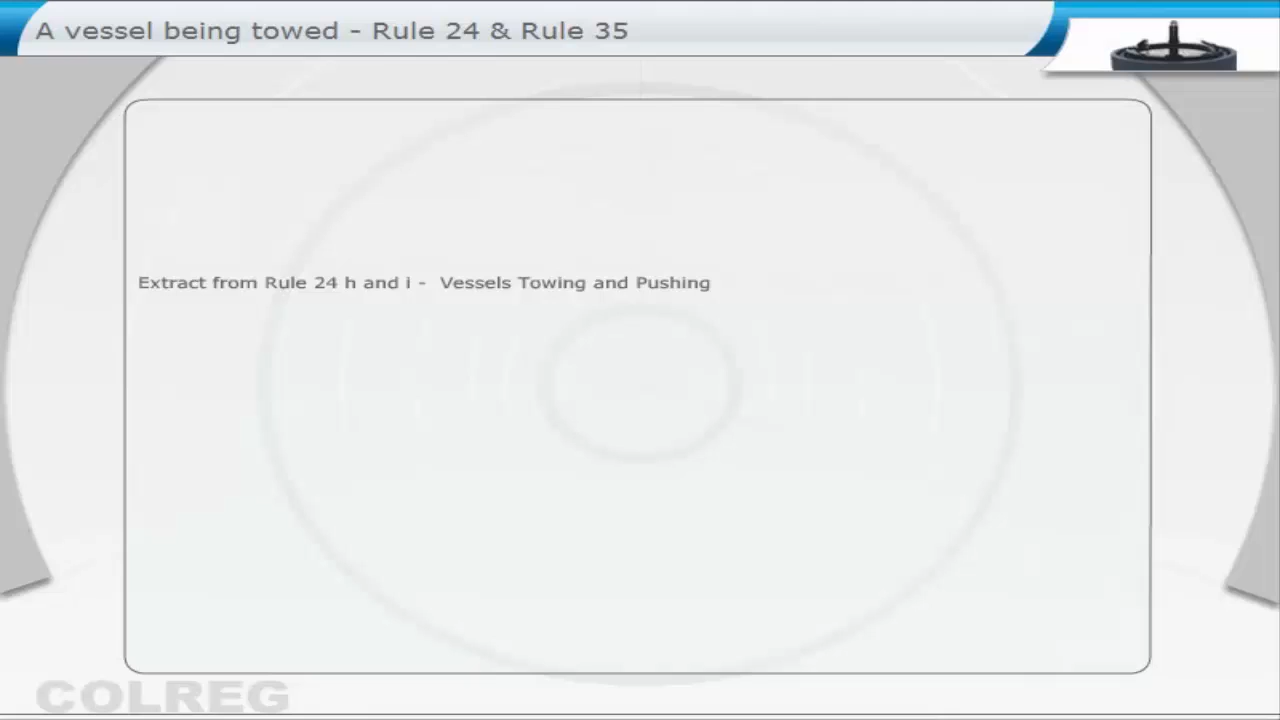 A vessel being towed - Rule 24 & Rule 35
Extract from Rule 24 h and i - Vessels Towing and Pushing
COLREG